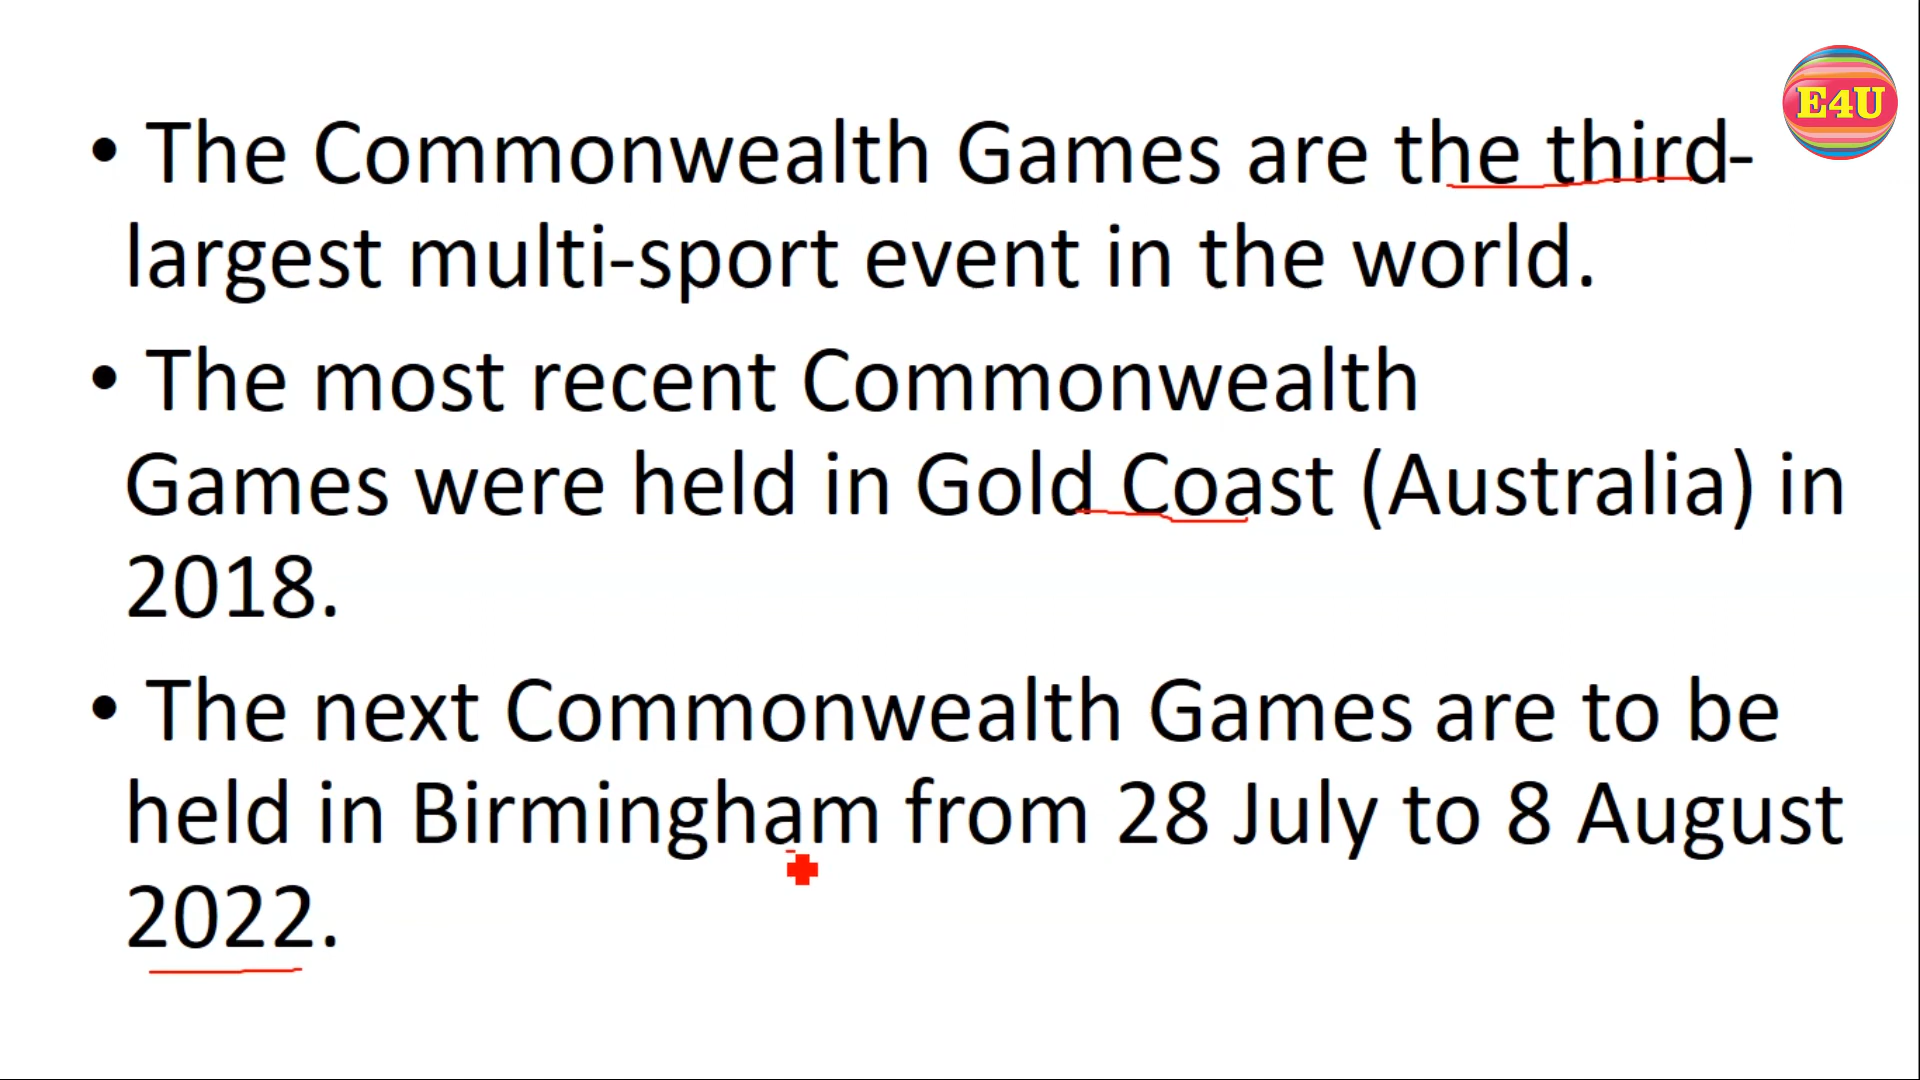 E4U
• The Commonwealth Games are the third-
largest multi-sport event in the world.
• The most recent Commonwealth
Games were held in Gold Coast (Australia) in
2018.
• The next Commonwealth Games are to be
held in Birmingham from 28 July to 8 August
2022.